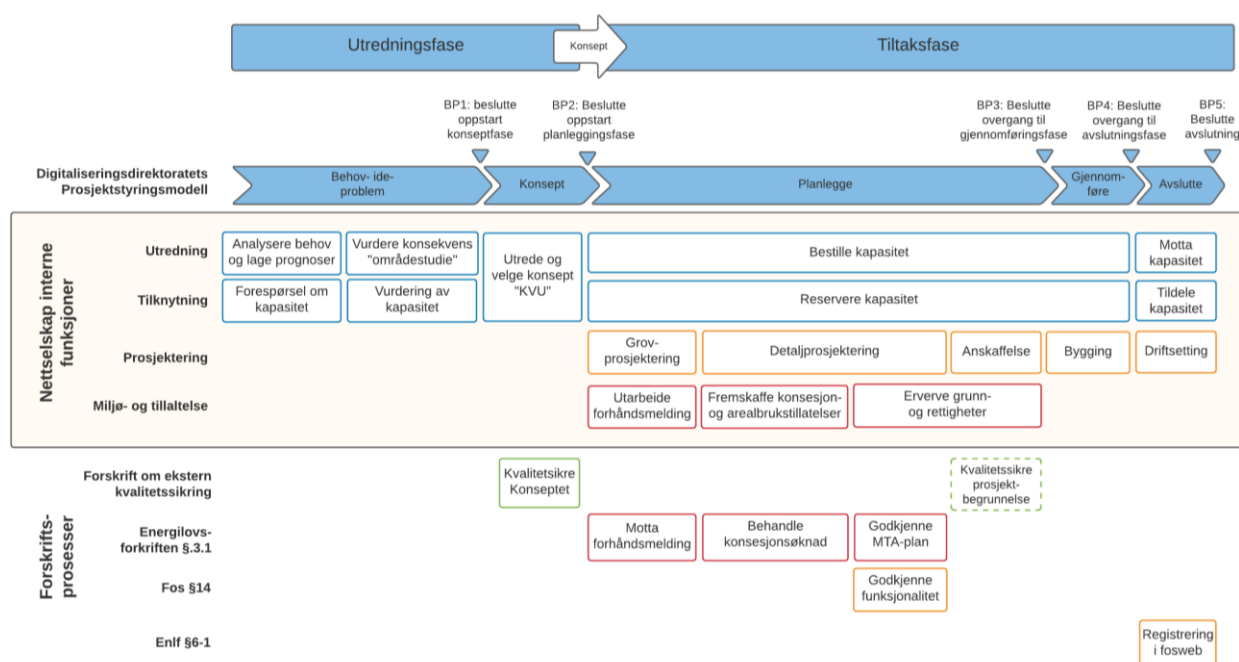 Utredningsfase
Konsept
Tiltaksfase
BP1: beslutte
oppstart
konseptfase
BP2: Beslutte
oppstart
planleggingsfase
BP3: Beslutte
overgang til
gjennomføringsfase
BP4: Beslutte
overgang til
avslutningsfase
BP5:
Beslutte
avslutning
Digitaliseringsdirektoratets
Prosjektstyringsmodell
Behov- ide-
problem
Konsept
Planlegge
Gjennom-
føre
Avslutte
Nettselskap interne
funksjoner
Utredning
Analysere behov
og lage prognoser
Vurdere konsekvens
"områdestudie"
Utrede og
velge konsept
"KVU"
Bestille kapasitet
Motta
kapasitet
Tilknytning
Forespørsel om
kapasitet
Vurdering av
kapasitet
Reservere kapasitet
Tildele
kapasitet
Prosjektering
Grov-
prosjektering
Detaljprosjektering
Anskaffelse
Bygging
Driftsetting
Miljø- og tillaltelse
Utarbeide
forhåndsmelding
Fremskaffe konsesjon-
og arealbrukstillatelser
Erverve grunn-
og rettigheter
Forskrifts-
prosesser
Forskrift om ekstern
kvalitetssikring
Kvalitetsikre
Konseptet
Kvalitetssikre
prosjekt-
begrunnelse
Energilovs-
forkriften §.3.1
Motta
forhåndsmelding
Behandle
konsesjonsøknad
Godkjenne
MTA-plan
Fos §14
Godkjenne
funksjonalitet
Enlf §6-1
Registrering
i fosweb